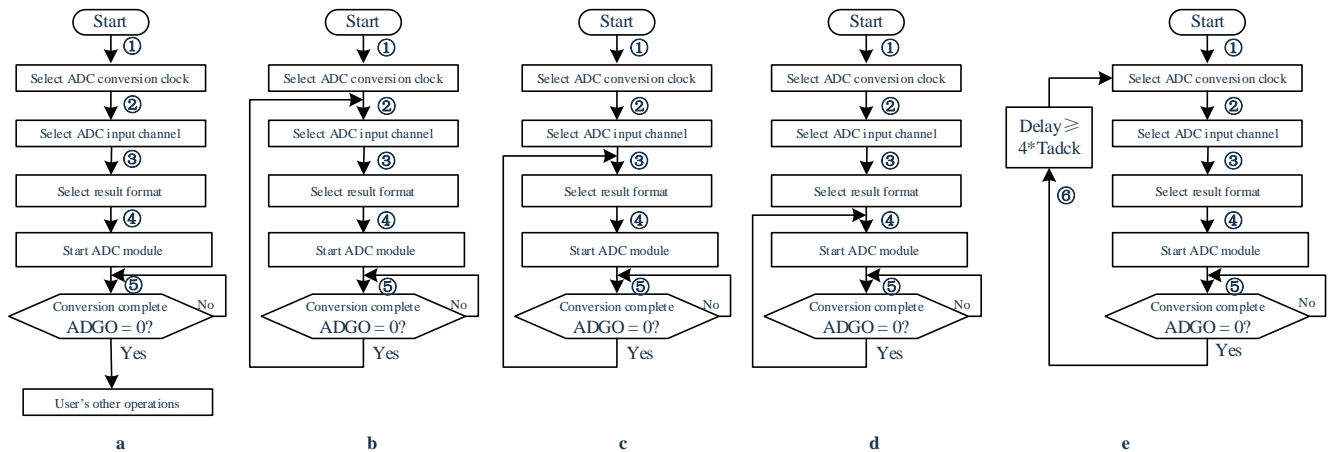 Start
①
Select ADC conversion clock
②
Select ADC input channel
③
Select result format
④
Start ADC module
⑤
Conversion complete
ADGO = 0?
No
Yes
User's other operations
a
Start
①
Select ADC conversion clock
②
Select ADC input channel
③
Select result format
④
Start ADC module
⑤
Conversion complete
ADGO = 0?
No
Yes
b
Start
①
Select ADC conversion clock
②
Select ADC input channel
③
Select result format
④
Start ADC module
⑤
Conversion complete
ADGO = 0?
No
Yes
c
Start
①
Select ADC conversion clock
②
Select ADC input channel
③
Select result format
④
Start ADC module
⑤
Conversion complete
ADGO = 0?
No
Yes
d
Start
①
Select ADC conversion clock
②
Select ADC input channel
③
Select result format
④
Start ADC module
⑤
Conversion complete
ADGO = 0?
No
Yes
⑥
Delay≥
4*Tadck
e